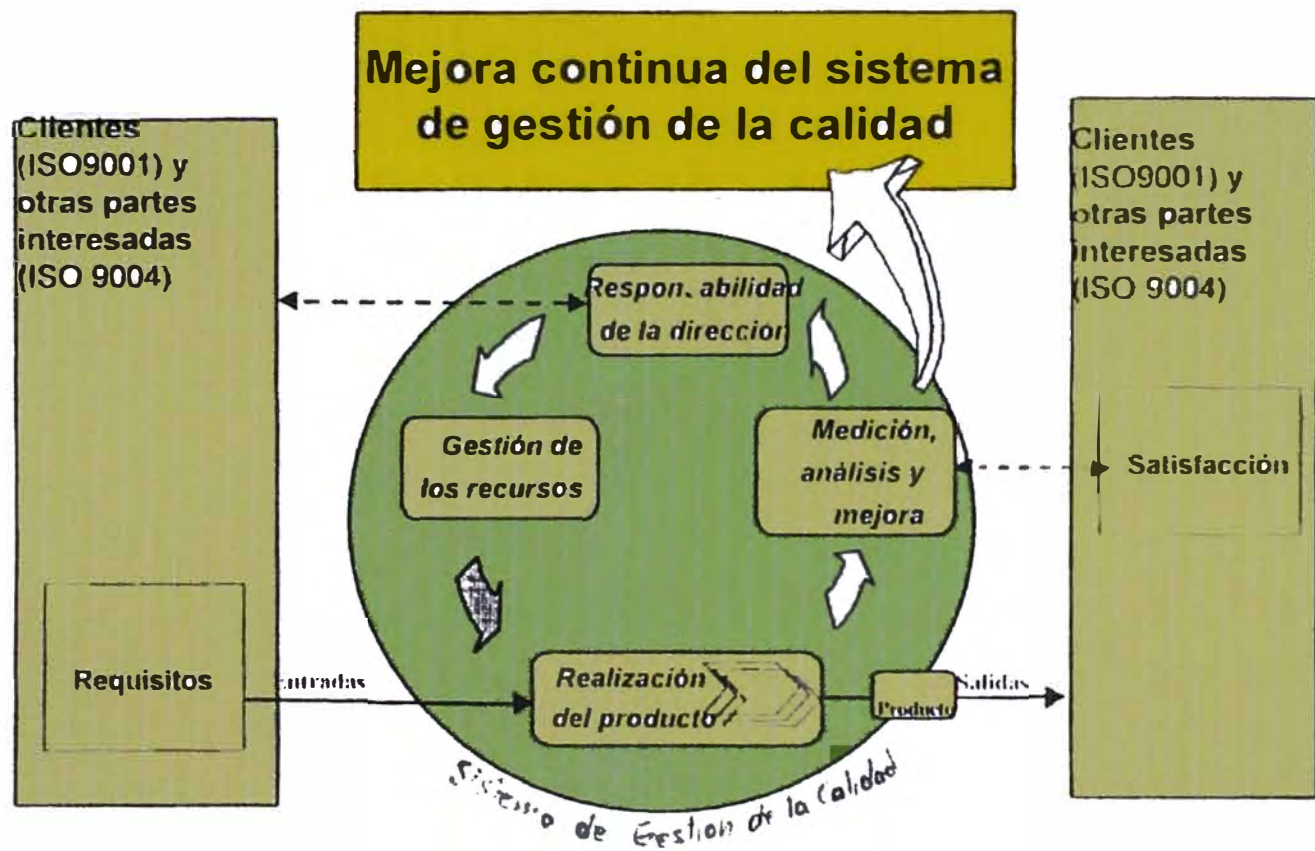 Mejora continua del sistema
de gestión de la calidad
Clientes
(ISO9001) y
otras partes
interesadas
(ISO 9004)
Clientes
(ISO9001) y
otras partes
interesadas
(ISO 9004)
Respon. abilidad
de la direccion
Gestión de
los recursos
Medición,
análisis y
mejora
Satisfacción
Requisitos
Entradas
Realización
del producto
Producto
Salidas
Sistema de Gestion de la Calidad